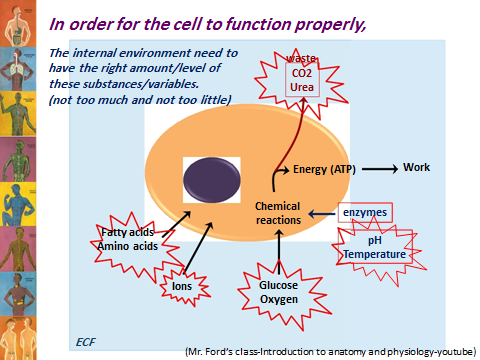 In order for the cell to function properly,
The internal environment need to
have the right amount/level of
these substances/variables.
(not too much and not too little)
waste
CO2
Urea
Energy (ATP)
Work
Chemical
reactions
enzymes
pH
Temperature
Fatty acids
Amino acids
Ions
Glucose
Oxygen
ECF
(Mr. Ford's class-Introduction to anatomy and physiology-youtube)